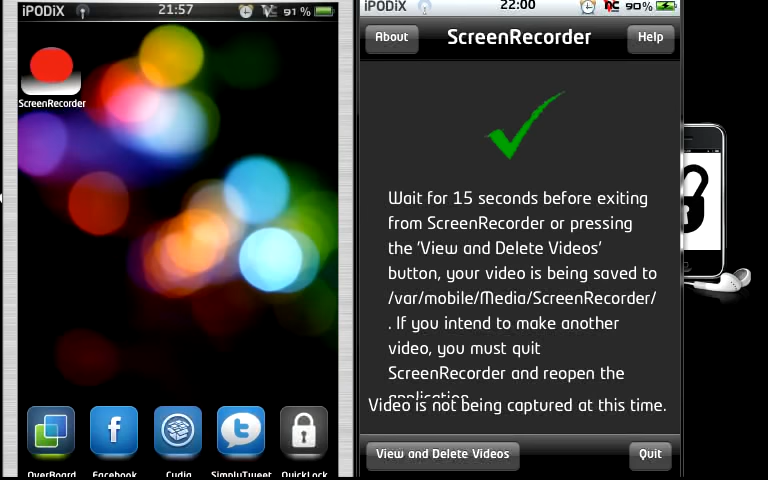 iPODiX
21:57
91%
ScreenRecorder
OverBoard
Facebook
Cydia
SimplyTweet
QuickLock
iPODiX
22:00
90%
About
ScreenRecorder
Help
Wait for 15 seconds before exiting
from ScreenRecorder or pressing
the 'View and Delete Videos'
button, your video is being saved to
/var/mobile/Media/ScreenRecorder/
. If you intend to make another
video, you must quit
ScreenRecorder and reopen the
application.
Video is not being captured at this time.
View and Delete Videos
Quit